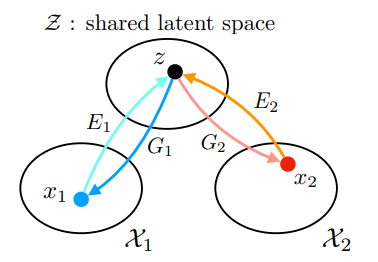 𝒵 : shared latent space
z
E₁
E₂
G₁
G₂
x₁
x₂
𝒳₁
𝒳₂